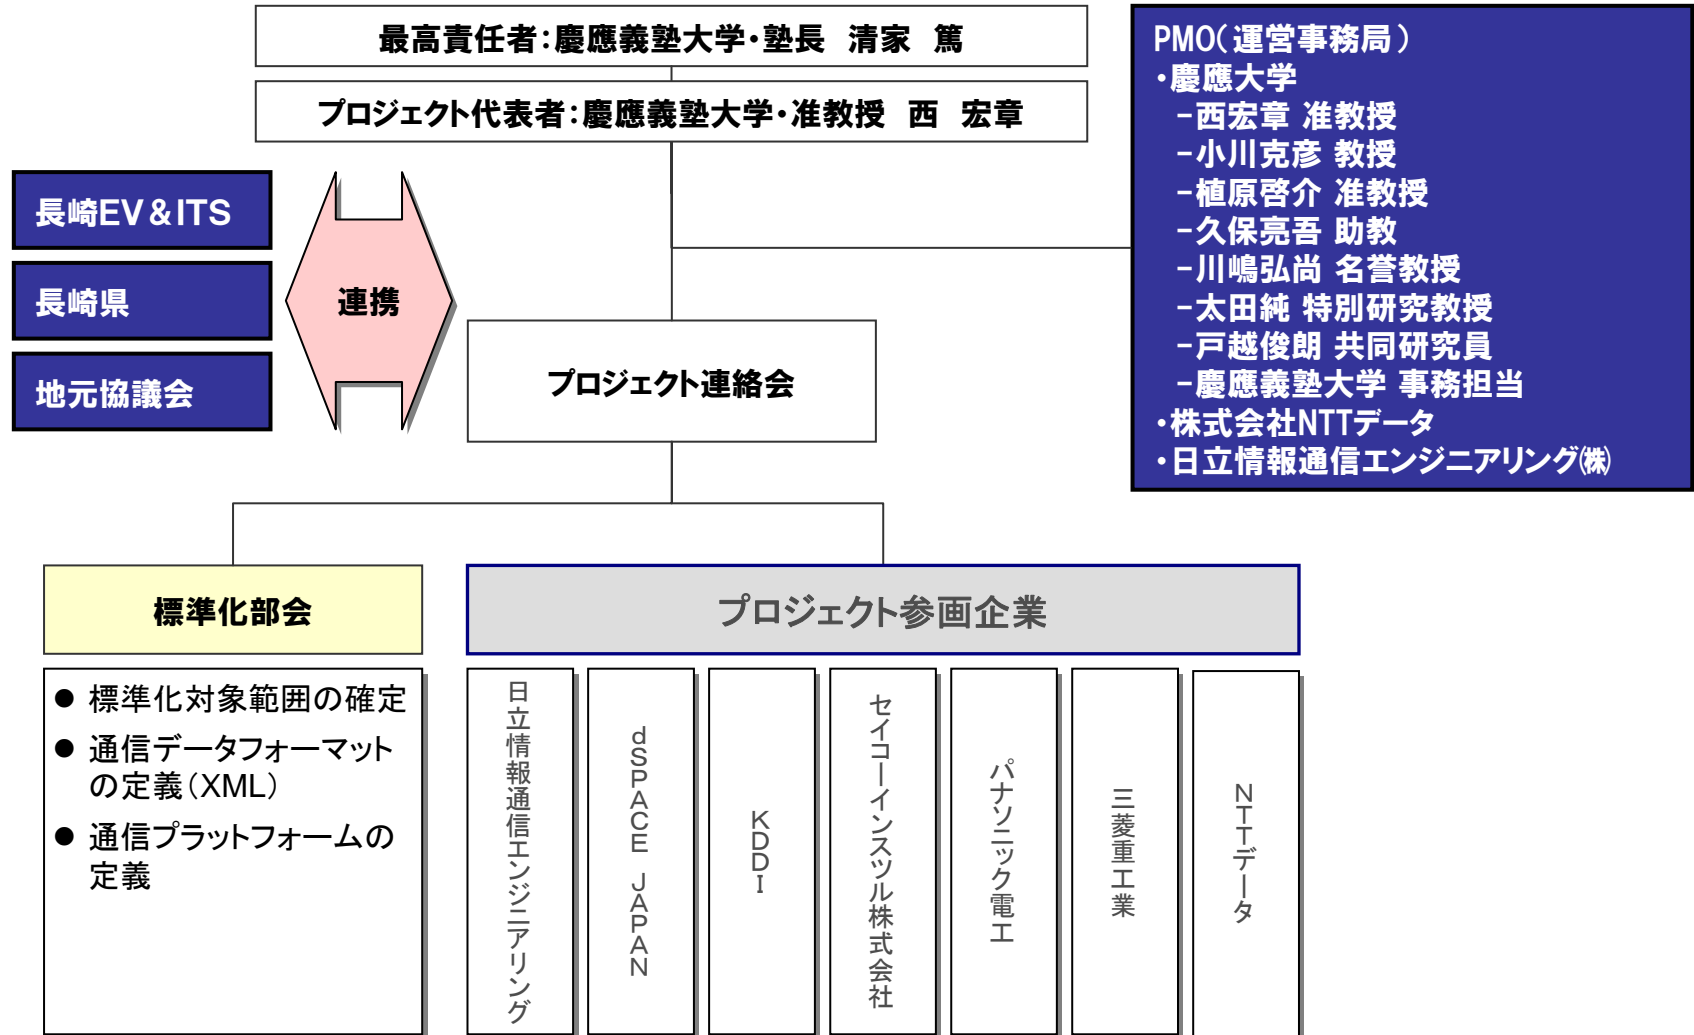 最高責任者：慶應義塾大学・塾長　清家　篤
プロジェクト代表者：慶應義塾大学・准教授　西　宏章
PMO（運営事務局）
・慶應大学
－西宏章 准教授
－小川克彦 教授
－植原啓介 准教授
－久保亮吾 助教
－川嶋弘尚 名誉教授
－太田純 特別研究教授
－戸越俊朗 共同研究員
－慶應義塾大学 事務担当
・株式会社NTTデータ
・日立情報通信エンジニアリング㈱
長崎EV＆ITS
長崎県
地元協議会
連携
プロジェクト連絡会
標準化部会
● 標準化対象範囲の確定
● 通信データフォーマット
の定義（XML）
● 通信プラットフォームの
定義
プロジェクト参画企業
日立情報通信エンジニアリング
ｄSPACE　JAPAN
KDDI
セイコーインスツル株式会社
パナソニック電工
三菱重工業
NTTデータ